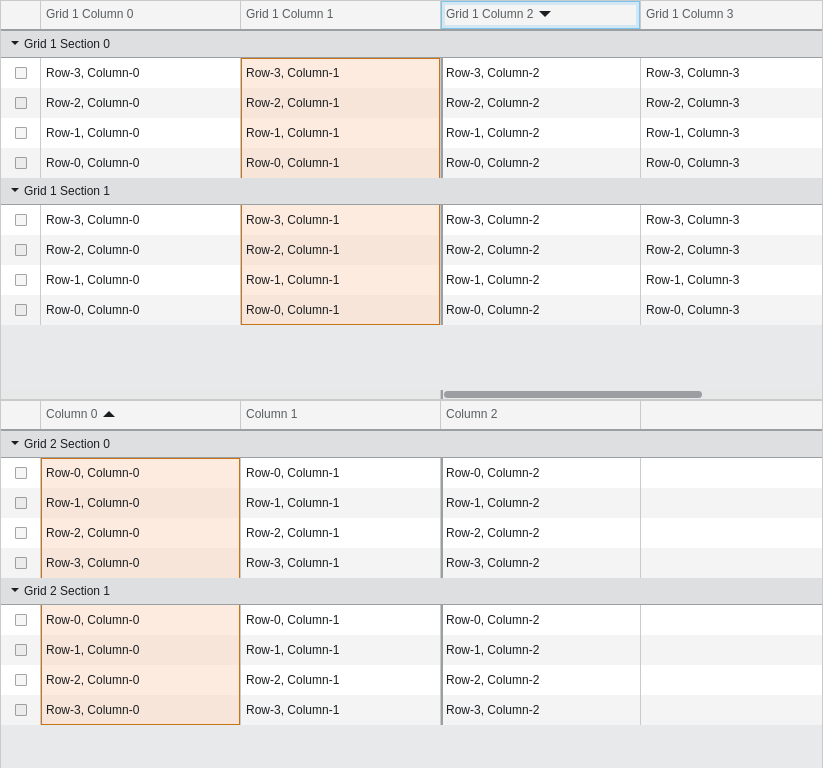 Grid 1 Column 0 Grid 1 Column 1 Grid 1 Column 2 Grid 1 Column 3
Grid 1 Section 0
Row-3, Column-0 Row-3, Column-1 Row-3, Column-2 Row-3, Column-3
Row-2, Column-0 Row-2, Column-1 Row-2, Column-2 Row-2, Column-3
Row-1, Column-0 Row-1, Column-1 Row-1, Column-2 Row-1, Column-3
Row-0, Column-0 Row-0, Column-1 Row-0, Column-2 Row-0, Column-3
Grid 1 Section 1
Row-3, Column-0 Row-3, Column-1 Row-3, Column-2 Row-3, Column-3
Row-2, Column-0 Row-2, Column-1 Row-2, Column-2 Row-2, Column-3
Row-1, Column-0 Row-1, Column-1 Row-1, Column-2 Row-1, Column-3
Row-0, Column-0 Row-0, Column-1 Row-0, Column-2 Row-0, Column-3
Column 0 Column 1 Column 2
Grid 2 Section 0
Row-0, Column-0 Row-0, Column-1 Row-0, Column-2
Row-1, Column-0 Row-1, Column-1 Row-1, Column-2
Row-2, Column-0 Row-2, Column-1 Row-2, Column-2
Row-3, Column-0 Row-3, Column-1 Row-3, Column-2
Grid 2 Section 1
Row-0, Column-0 Row-0, Column-1 Row-0, Column-2
Row-1, Column-0 Row-1, Column-1 Row-1, Column-2
Row-2, Column-0 Row-2, Column-1 Row-2, Column-2
Row-3, Column-0 Row-3, Column-1 Row-3, Column-2